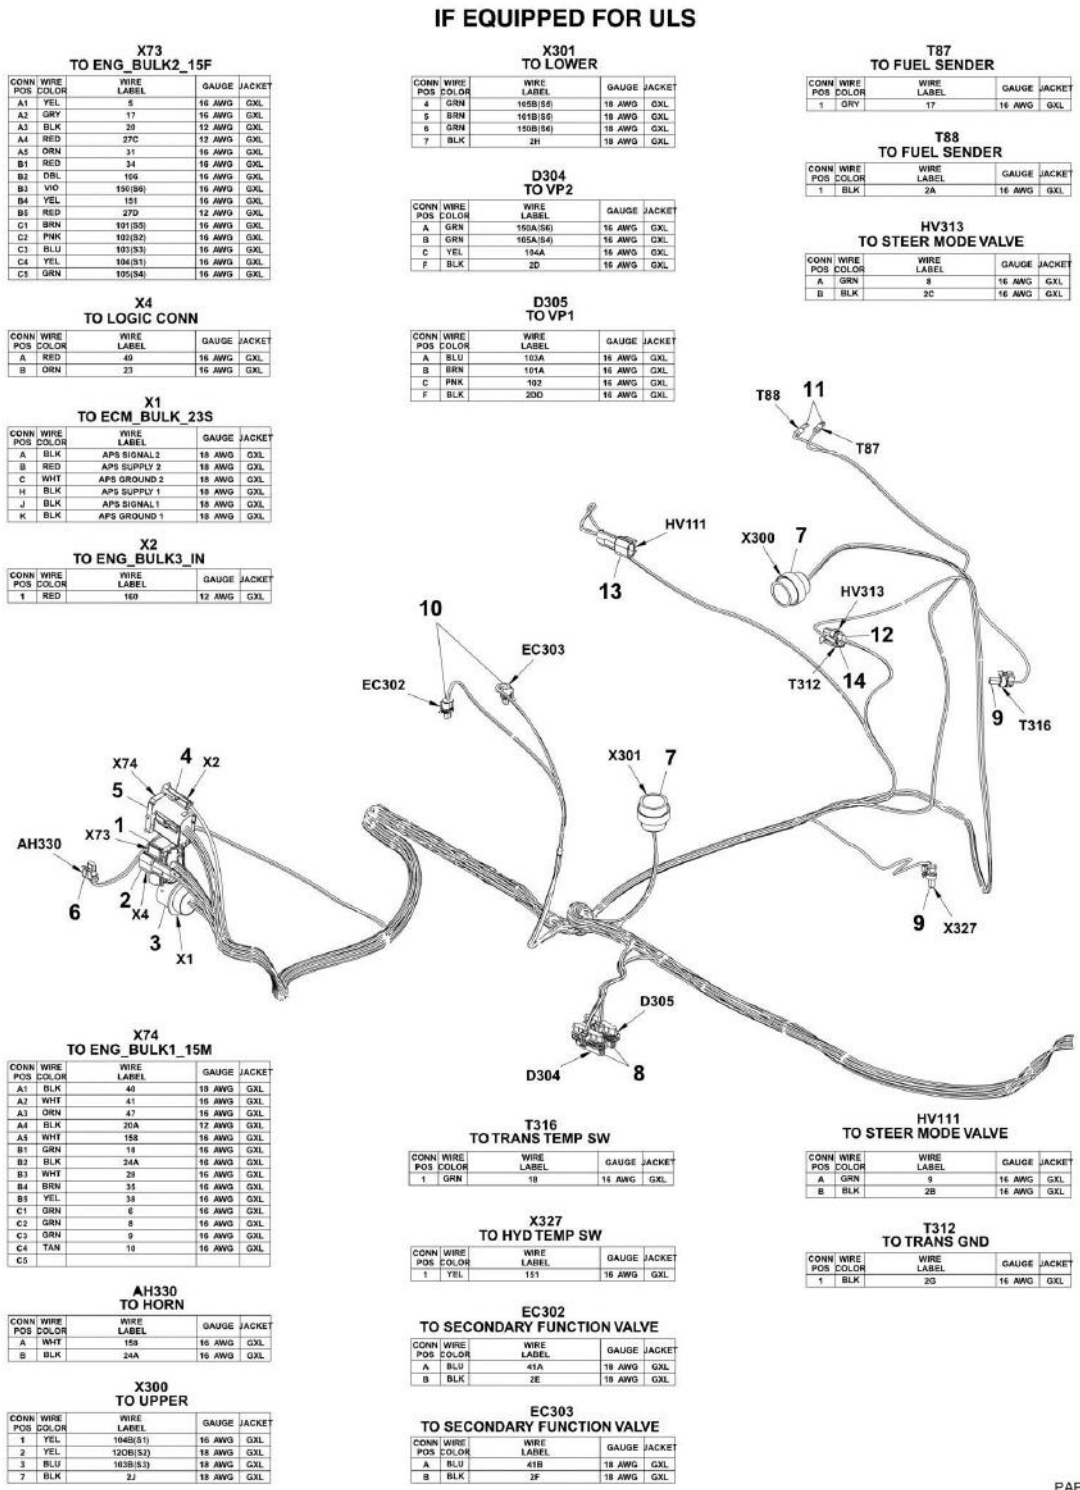 IF EQUIPPED FOR ULS
X73
TO ENG_BULK2_15F
CONN POS WIRE COLOR WIRE LABEL GAUGE JACKET
A1 YEL 5 16 AWG GXL
A2 GRY 17 16 AWG GXL
A3 BLK 20 12 AWG GXL
A4 RED 27C 12 AWG GXL
A5 ORN 31 16 AWG GXL
B1 RED 34 16 AWG GXL
B2 DBL 106 16 AWG GXL
B3 VIO 150(S6) 16 AWG GXL
B4 YEL 151 16 AWG GXL
B5 RED 27D 12 AWG GXL
C1 BRN 101(S5) 16 AWG GXL
C2 PNK 102(S2) 16 AWG GXL
C3 BLU 103(S3) 16 AWG GXL
C4 YEL 104(S1) 16 AWG GXL
C5 GRN 105(S4) 16 AWG GXL
X4
TO LOGIC CONN
CONN POS WIRE COLOR WIRE LABEL GAUGE JACKET
A RED 49 16 AWG GXL
B ORN 23 16 AWG GXL
X1
TO ECM_BULK_23S
CONN POS WIRE COLOR WIRE LABEL GAUGE JACKET
A BLK APS SIGNAL 2 18 AWG GXL
B RED APS SUPPLY 2 18 AWG GXL
C WHT APS GROUND 2 18 AWG GXL
H BLK APS SUPPLY 1 18 AWG GXL
J BLK APS SIGNAL 1 18 AWG GXL
K BLK APS GROUND 1 18 AWG GXL
X2
TO ENG_BULK3_IN
CONN POS WIRE COLOR WIRE LABEL GAUGE JACKET
1 RED 160 12 AWG GXL
X301
TO LOWER
CONN POS WIRE COLOR WIRE LABEL GAUGE JACKET
4 GRN 18 AWG GXL
5 BRN 18 AWG GXL
6 GRN 150B(S6) 18 AWG GXL
7 BLK 2H 18 AWG GXL
D304
TO VP2
CONN POS WIRE COLOR WIRE LABEL GAUGE JACKET
A GRN 150A(S6) 16 AWG GXL
B GRN 105A(S4) 16 AWG GXL
C YEL 104A 16 AWG GXL
F BLK 2D 16 AWG GXL
D305
TO VP1
CONN POS WIRE COLOR WIRE LABEL GAUGE JACKET
A BLU 103A 16 AWG GXL
B BRN 101A 16 AWG GXL
C PNK 102 16 AWG GXL
F BLK 2DD 16 AWG GXL
T87
TO FUEL SENDER
CONN POS WIRE COLOR WIRE LABEL GAUGE JACKET
1 GRY 17 16 AWG GXL
T88
TO FUEL SENDER
CONN POS WIRE COLOR WIRE LABEL GAUGE JACKET
1 BLK 2A 16 AWG GXL
HV313
TO STEER MODE VALVE
CONN POS WIRE COLOR WIRE LABEL GAUGE JACKET
A GRN 8 16 AWG GXL
B BLK 2C 16 AWG GXL
T88 11
T87
HV111
X300 7
13
HV313
10
12
EC303
T312 14
EC302
9 T316
X301 7
4
X74 X2
5
1
X73
AH330
2
6 X4
3
X1
9 X327
D305
D304 8
X74
TO ENG_BULK1_15M
CONN POS WIRE COLOR WIRE LABEL GAUGE JACKET
A1 BLK 40 18 AWG GXL
A2 WHT 41 16 AWG GXL
A3 ORN 47 16 AWG GXL
A4 BLK 20A 12 AWG GXL
A5 WHT 158 16 AWG GXL
B1 GRN 18 16 AWG GXL
B2 BLK 24A 16 AWG GXL
B3 WHT 28 16 AWG GXL
B4 BRN 35 16 AWG GXL
B5 YEL 38 16 AWG GXL
C1 GRN 6 16 AWG GXL
C2 GRN 8 16 AWG GXL
C3 GRN 9 16 AWG GXL
C4 TAN 10 16 AWG GXL
C5
AH330
TO HORN
CONN POS WIRE COLOR WIRE LABEL GAUGE JACKET
A WHT 158 16 AWG GXL
B BLK 24A 16 AWG GXL
X300
TO UPPER
CONN POS WIRE COLOR WIRE LABEL GAUGE JACKET
1 YEL 104B(S1) 16 AWG GXL
2 YEL 120B(S2) 18 AWG GXL
3 BLU 103B(S3) 18 AWG GXL
7 BLK 2J 18 AWG GXL
T316
TO TRANS TEMP SW
CONN POS WIRE COLOR WIRE LABEL GAUGE JACKET
1 GRN 18 16 AWG GXL
X327
TO HYD TEMP SW
CONN POS WIRE COLOR WIRE LABEL GAUGE JACKET
1 YEL 151 16 AWG GXL
EC302
TO SECONDARY FUNCTION VALVE
CONN POS WIRE COLOR WIRE LABEL GAUGE JACKET
A BLU 41A 18 AWG GXL
B BLK 2E 18 AWG GXL
EC303
TO SECONDARY FUNCTION VALVE
CONN POS WIRE COLOR WIRE LABEL GAUGE JACKET
A BLU 41B 18 AWG GXL
B BLK 2F 18 AWG GXL
HV111
TO STEER MODE VALVE
CONN POS WIRE COLOR WIRE LABEL GAUGE JACKET
A GRN 9 16 AWG GXL
B BLK 2B 16 AWG GXL
T312
TO TRANS GND
CONN POS WIRE COLOR WIRE LABEL GAUGE JACKET
1 BLK 2G 16 AWG GXL